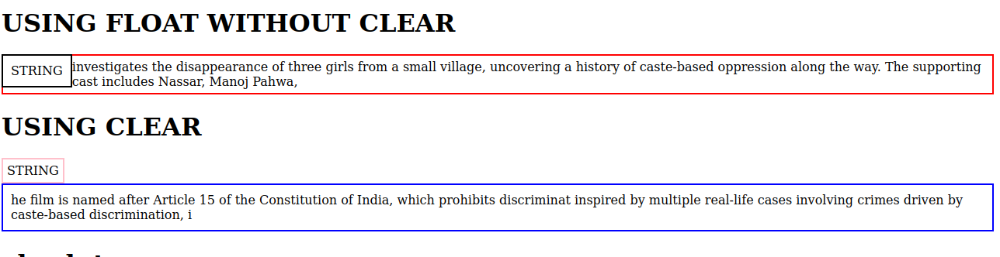 USING FLOAT WITHOUT CLEAR
STRING
investigates the disappearance of three girls from a small village, uncovering a history of caste-based oppression along the way. The supporting
cast includes Nassar, Manoj Pahwa,
USING CLEAR
STRING
he film is named after Article 15 of the Constitution of India, which prohibits discriminat inspired by multiple real-life cases involving crimes driven by
caste-based discrimination, i